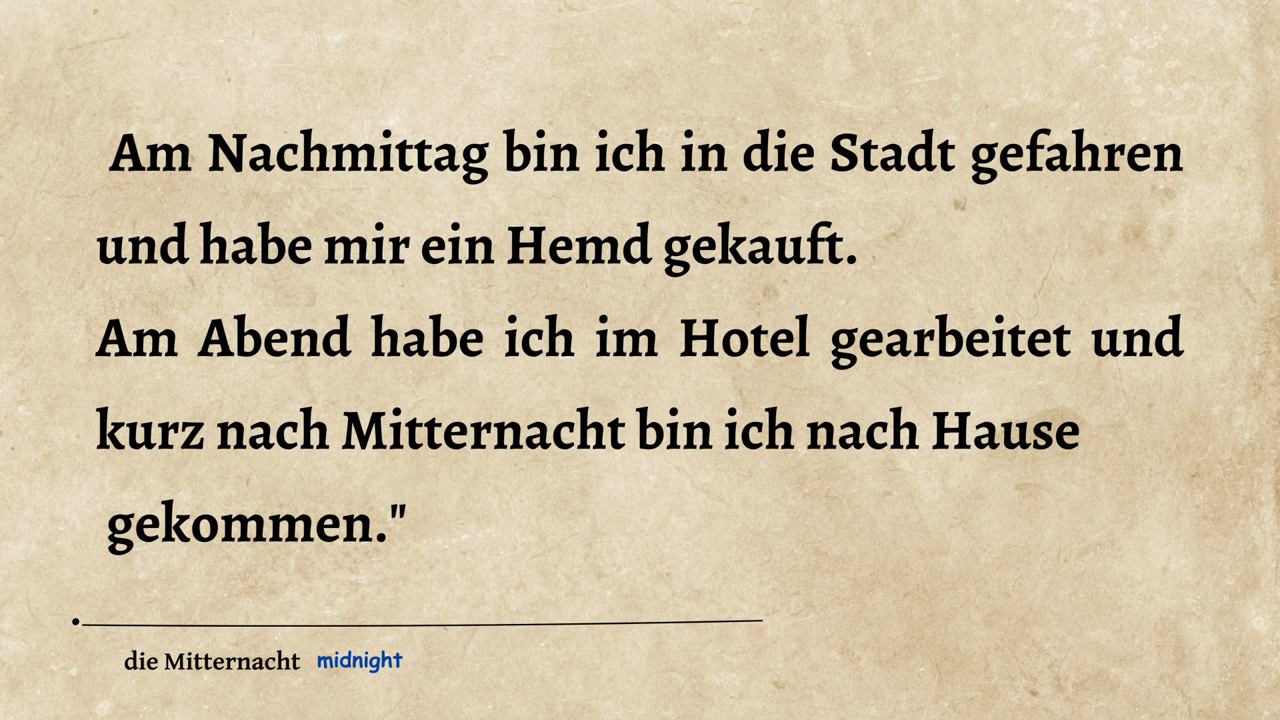 Am Nachmittag bin ich in die Stadt gefahren
und habe mir ein Hemd gekauft.
Am Abend habe ich im Hotel gearbeitet und
kurz nach Mitternacht bin ich nach Hause
gekommen."
die Mitternacht midnight